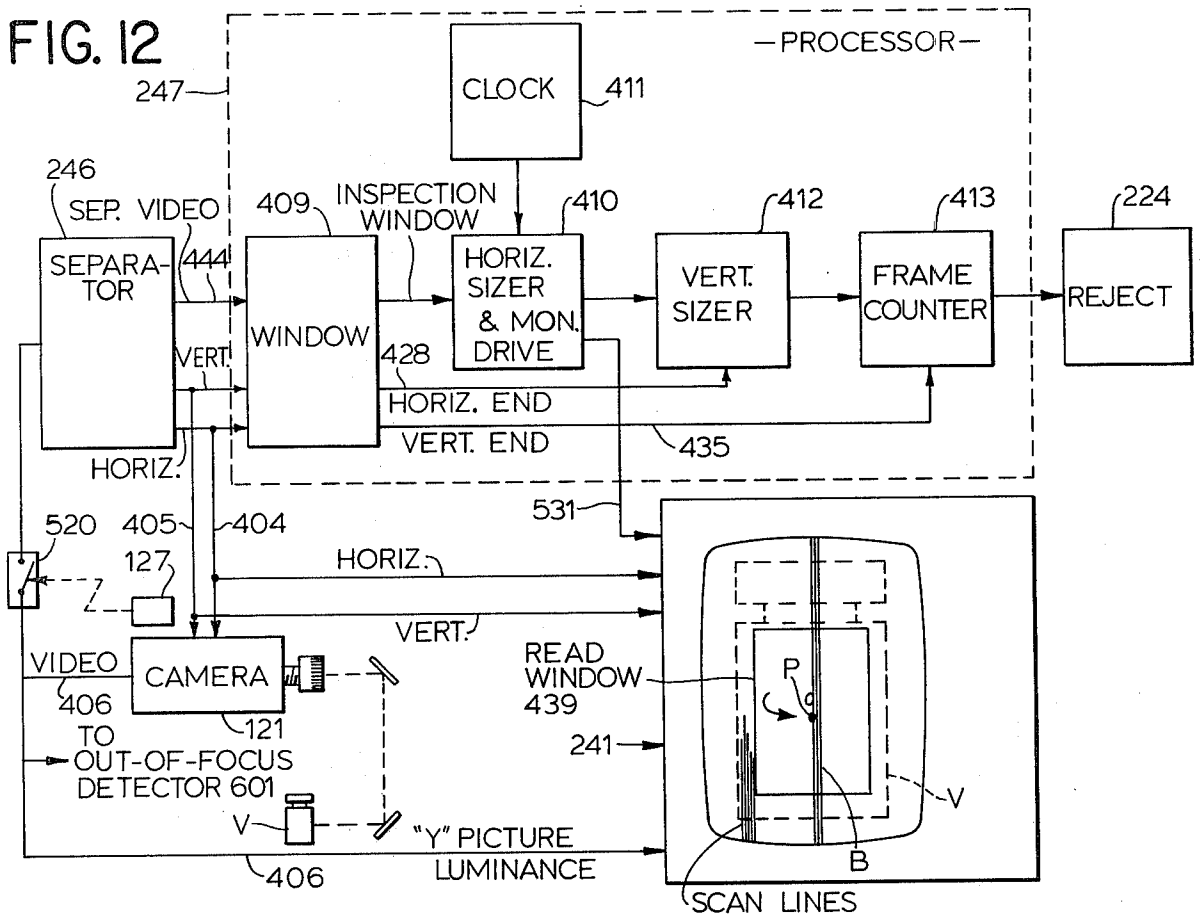 FIG. 12
—PROCESSOR—
247
CLOCK
411
246
SEP. VIDEO
444
SEPARA-
TOR
VERT.
HORIZ.
409
WINDOW
INSPECTION
WINDOW
410
HORIZ.
SIZER
& MON.
DRIVE
412
VERT.
SIZER
413
FRAME
COUNTER
224
REJECT
428
HORIZ. END
VERT. END
435
531
520
405
404
127
HORIZ.
VERT.
VIDEO
406
CAMERA
121
TO
OUT-OF-FOCUS
DETECTOR 601
V
"Y" PICTURE
LUMINANCE
406
READ
WINDOW
439
P
241
V
B
SCAN LINES